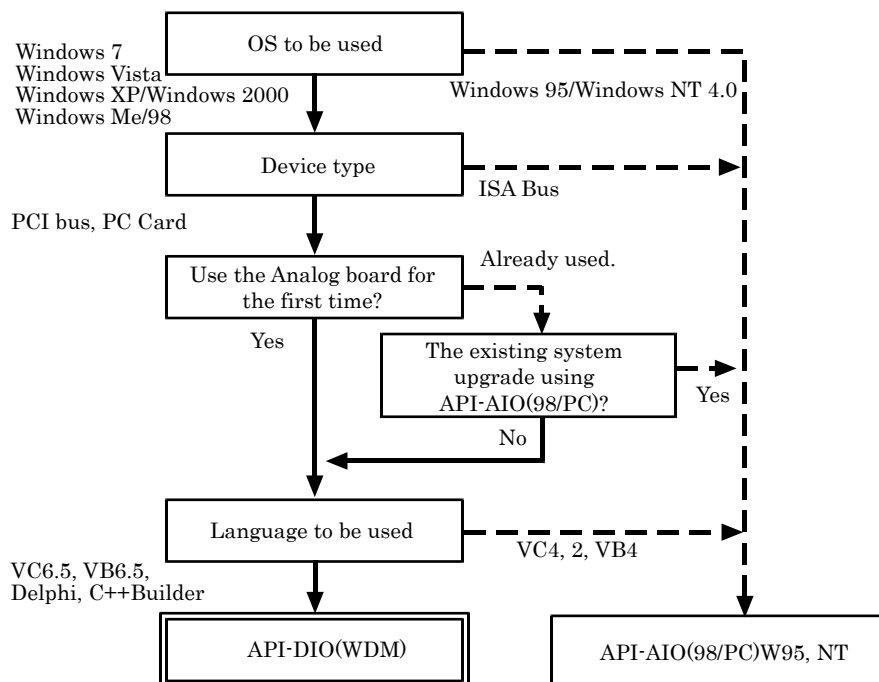 OS to be used
Windows 7
Windows Vista
Windows XP/Windows 2000
Windows Me/98
Windows 95/Windows NT 4.0
Device type
ISA Bus
PCI bus, PC Card
Use the Analog board for
the first time?
Already used.
Yes
The existing system
upgrade using
API-AIO(98/PC)?
Yes
No
Language to be used
VC4, 2, VB4
VC6.5, VB6.5,
Delphi, C++Builder
API-DIO(WDM)
API-AIO(98/PC)W95, NT